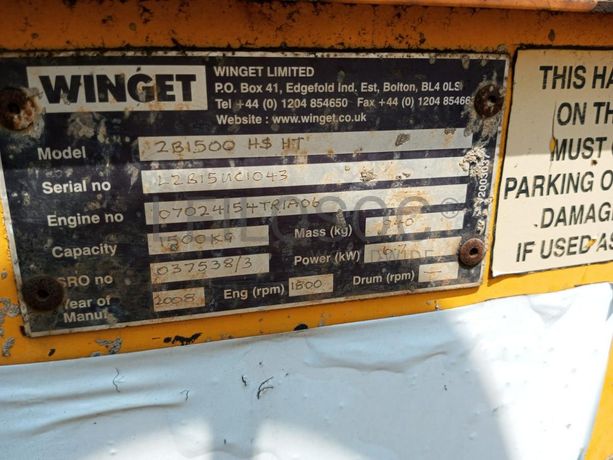 WINGET
WINGET LIMITED
P.O. Box 41, Edgefold Ind. Est, Bolton, BL4 0LS
Tel +44 (0) 1204 854650 Fax +44 (0) 1204 85466
Website : www.winget.co.uk
Model 2B1500 HS HT
Serial no L2B15UC1043
Engine no 07024154TR1A06
Capacity 1500KG Mass (kg)
SRO no 037538/3 Power (kW)
Year of Manuf 2008 Eng (rpm) 1800 Drum (rpm) —
THIS HA
ON TH
MUST
PARKING O
DAMAG
IF USED AS